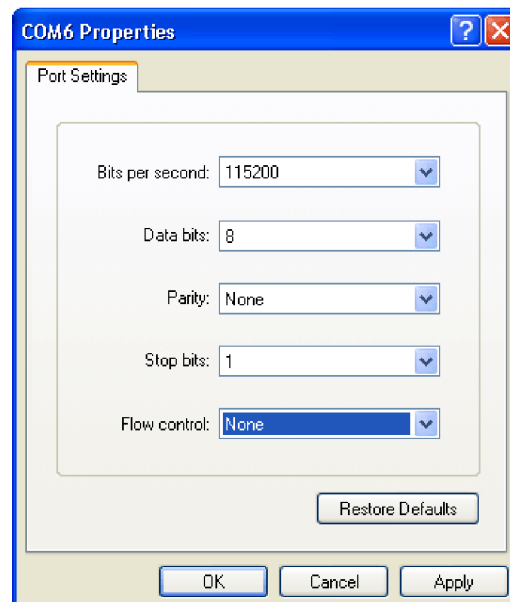 COM6 Properties
Port Settings
Bits per second: 115200
Data bits: 8
Parity: None
Stop bits: 1
Flow control: None
Restore Defaults
OK Cancel Apply